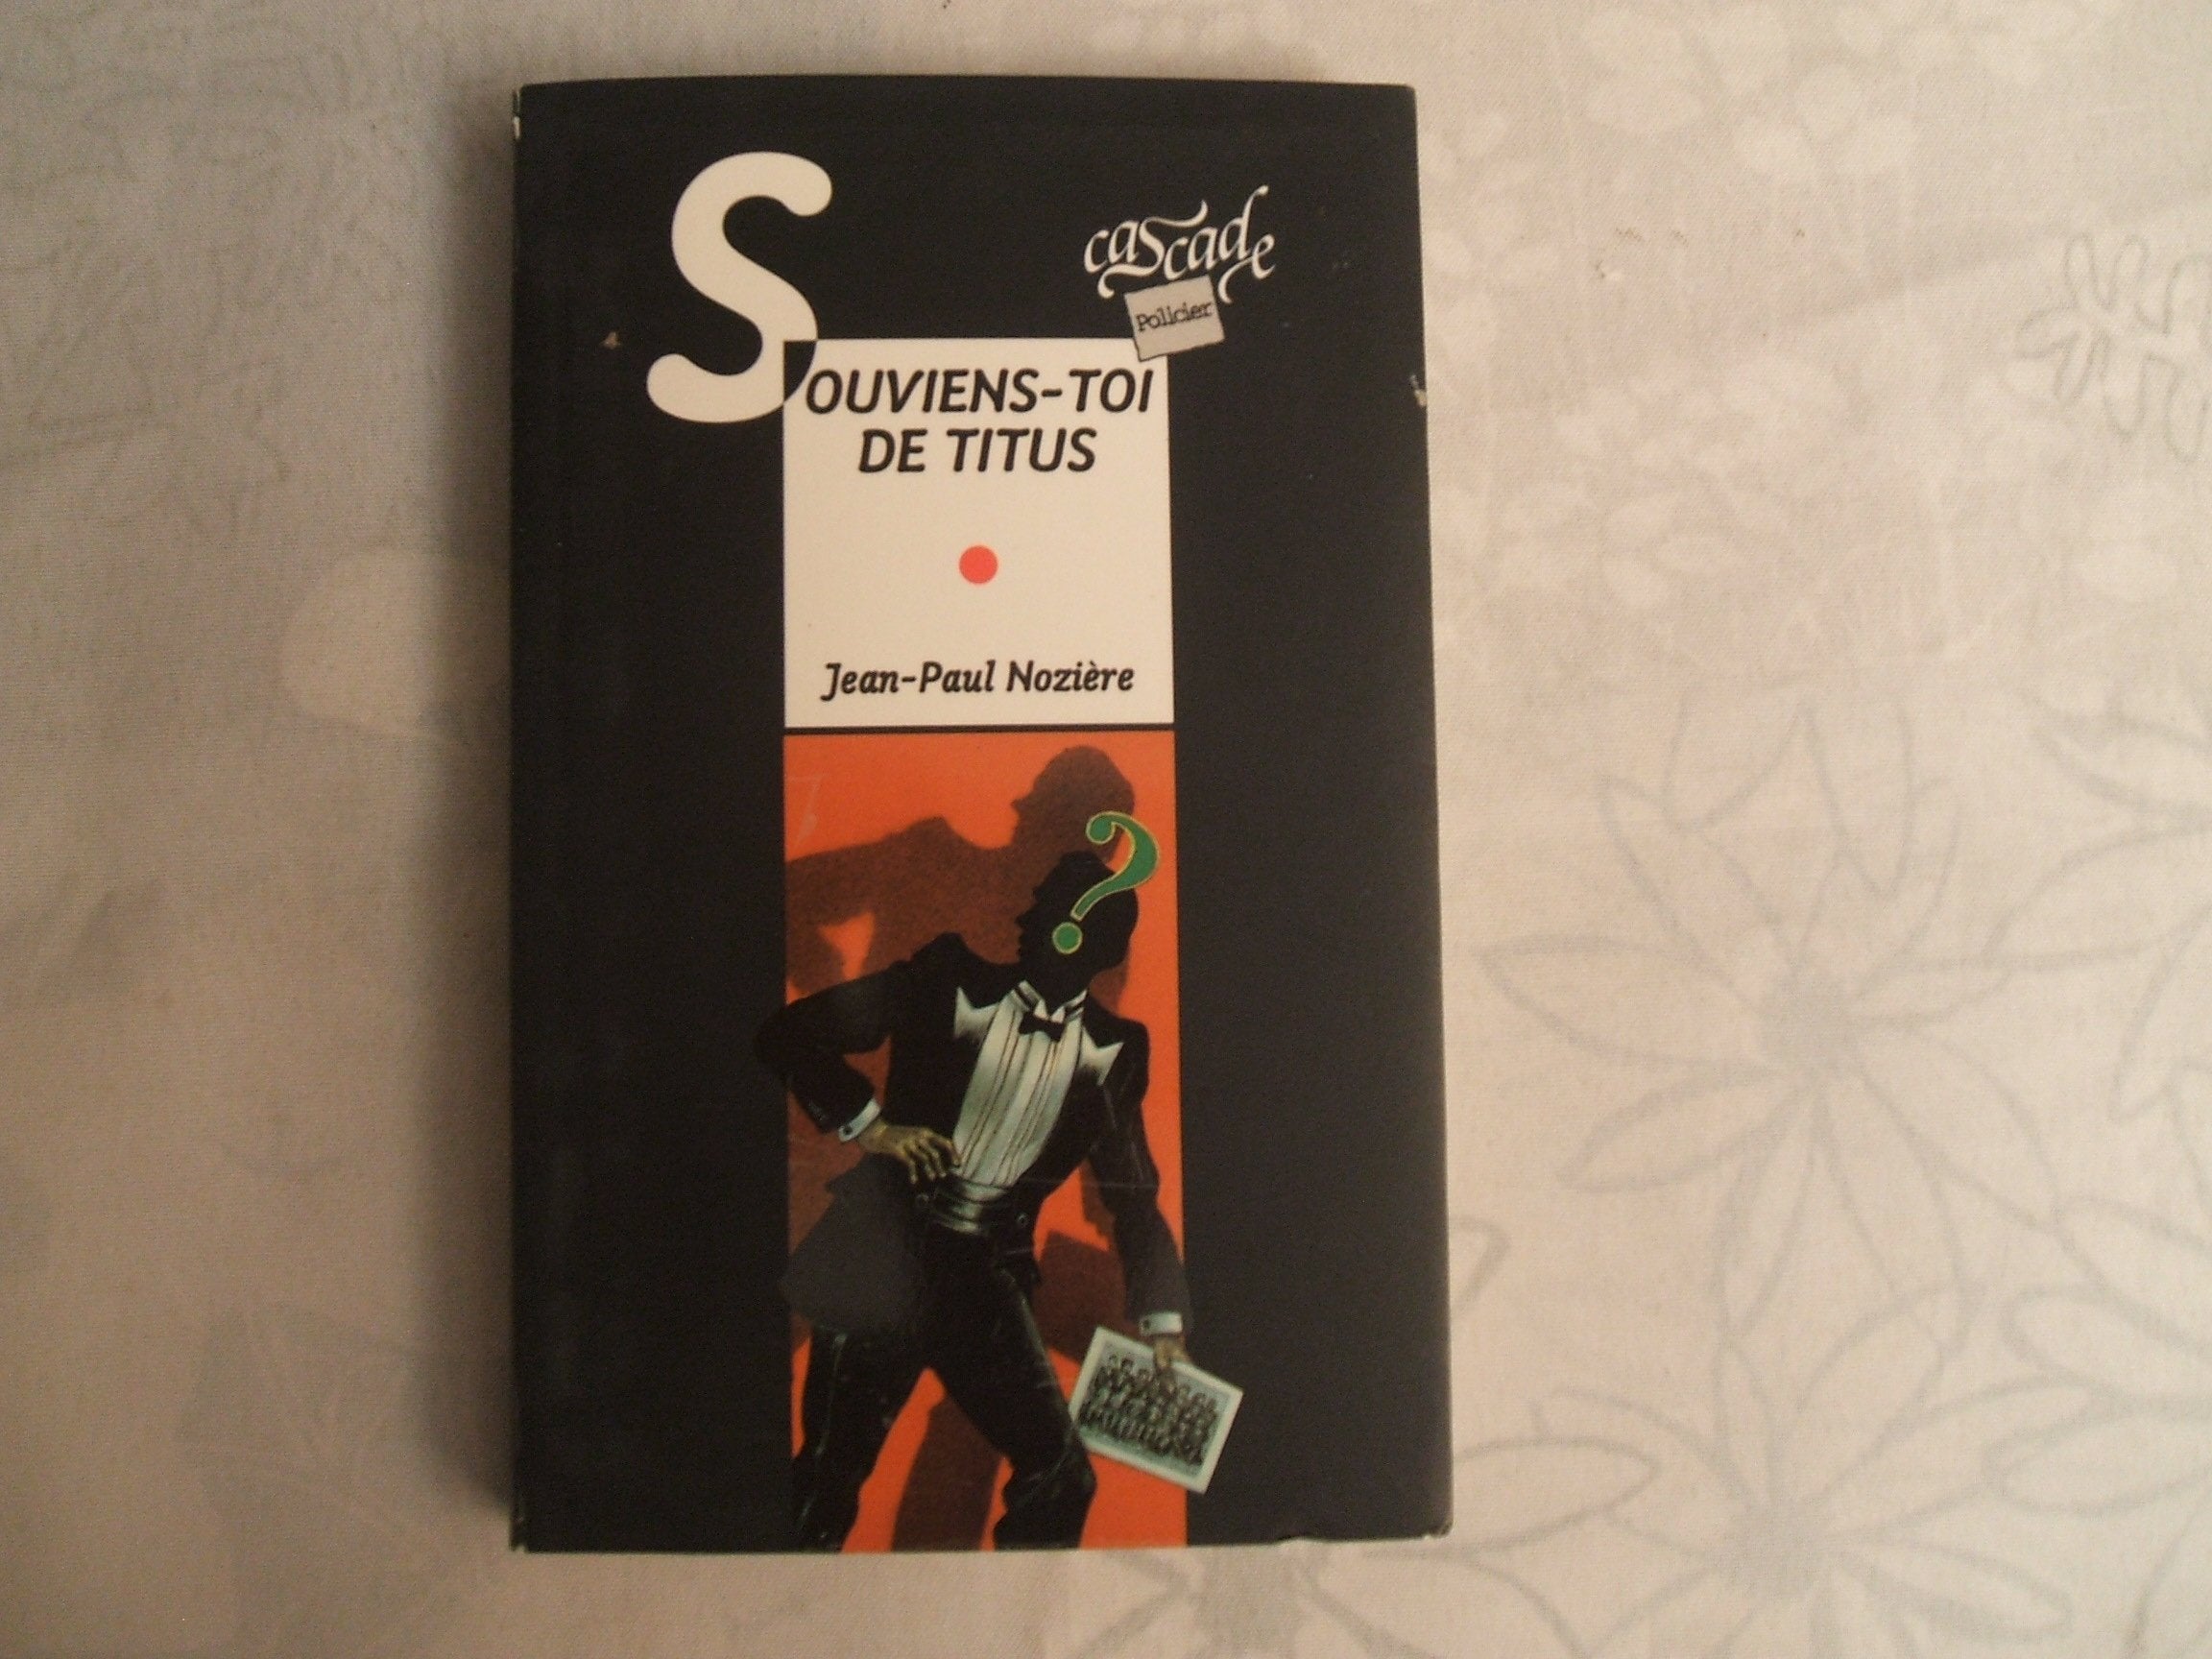 cascade
Policier
SOUVIENS-TOI
DE TITUS
Jean-Paul Nozière
?